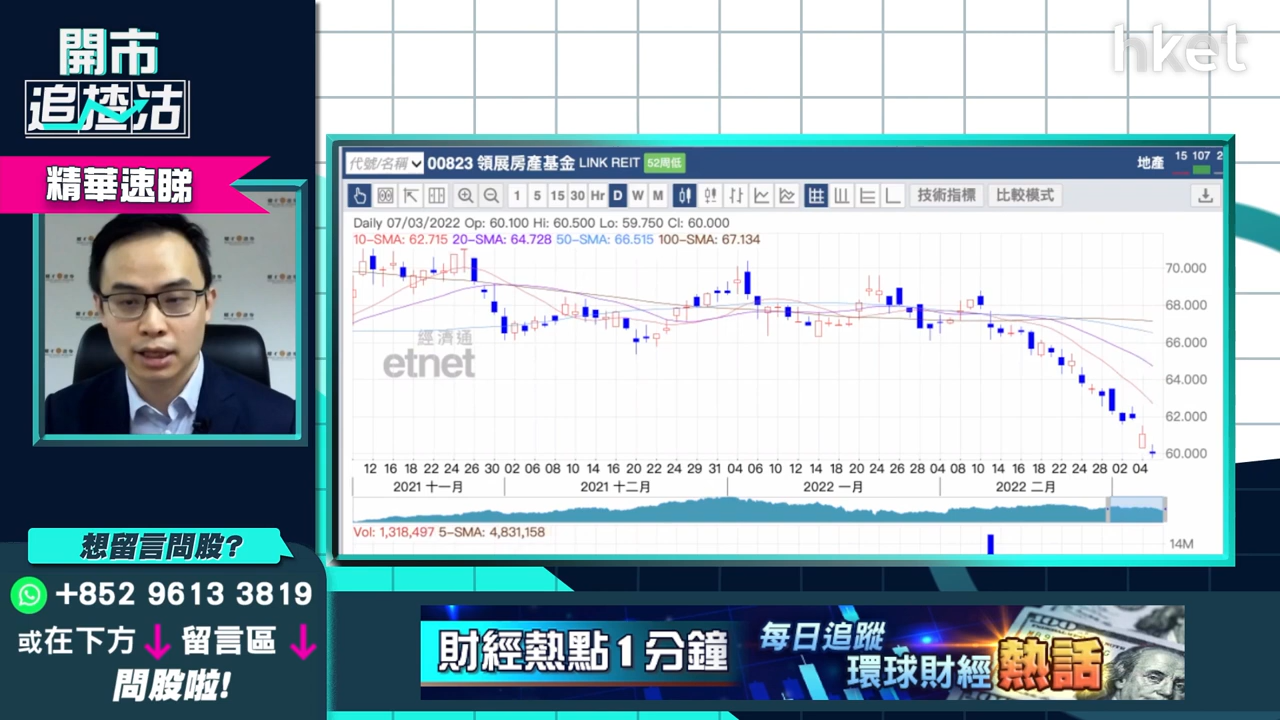 開市
追揸沽
精華速睇
想留言問股?
+852 9613 3819
或在下方 留言區
問股啦!
hket
代號/名稱 00823 領展房產基金 LINK REIT 52周低 地產 15 107 2
1 5 15 30 Hr D W M 技術指標 比較模式
Daily 07/03/2022 Op: 60.100 Hi: 60.500 Lo: 59.750 Cl: 60.000
10-SMA: 62.715 20-SMA: 64.728 50-SMA: 66.515 100-SMA: 67.134
70.000
68.000
66.000
64.000
62.000
60.000
經濟通
etnet
12 16 18 22 24 26 30 02 06 08 10 14 16 20 22 24 29 31 04 06 10 12 14 18 20 24 26 28 04 08 10 14 16 18 22 24 28 02 04
2021 十一月 2021 十二月 2022 一月 2022 二月
Vol: 1,318,497 5-SMA: 4,831,158
14M
財經熱點1分鐘
每日追蹤
環球財經熱話